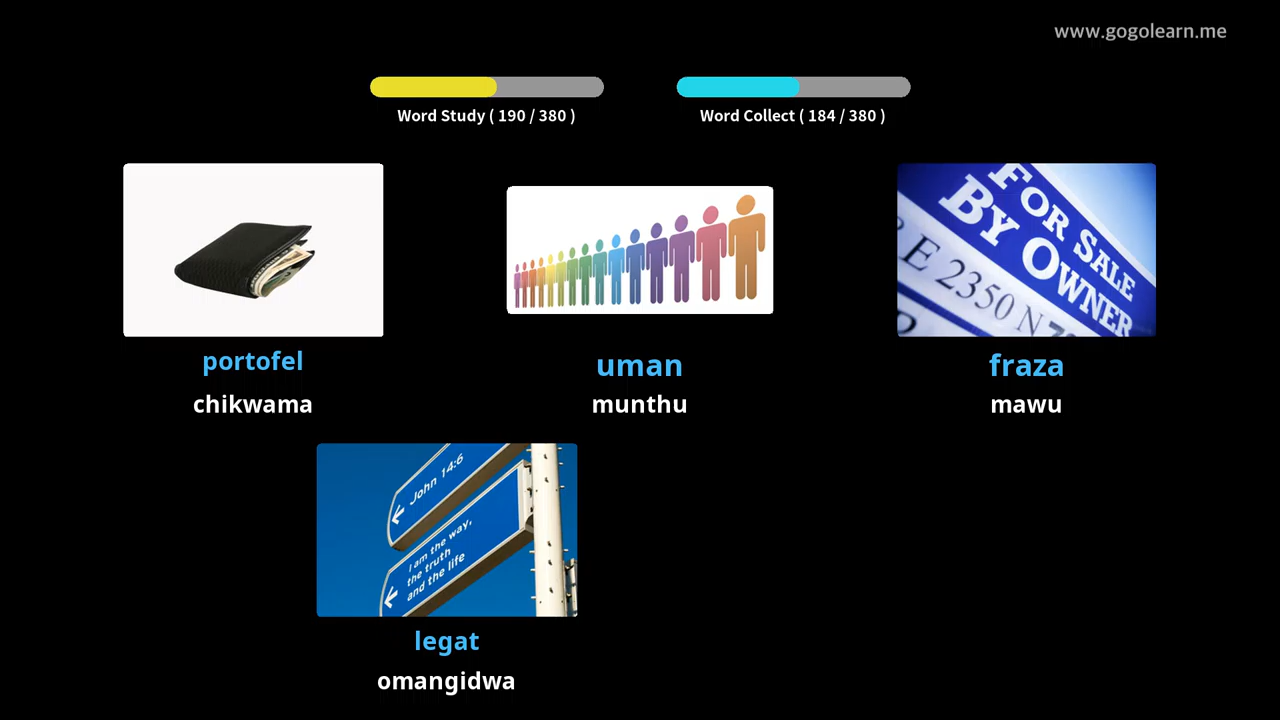 www.gogolearn.me
Word Study ( 190 / 380 )
Word Collect ( 184 / 380 )
FOR SALE
BY OWNER
E 2350 N
portofel
chikwama
uman
munthu
fraza
mawu
John 14:6
I am the way,
the truth
and the life
legat
omangidwa